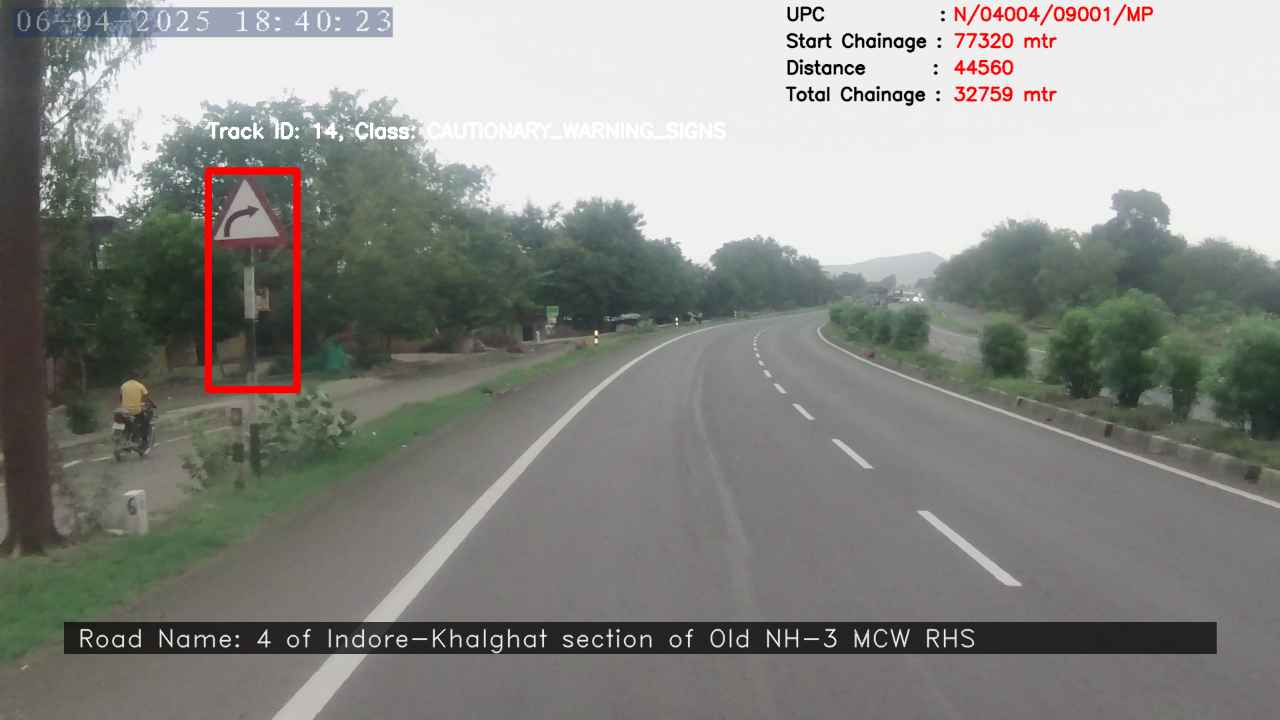 06-04-2025 18:40:23
UPC : N/04004/09001/MP
Start Chainage : 77320 mtr
Distance : 44560
Total Chainage : 32759 mtr
Track ID: 14, Class: CAUTIONARY_WARNING_SIGNS
6
Road Name: 4 of Indore-Khalghat section of Old NH-3 MCW RHS